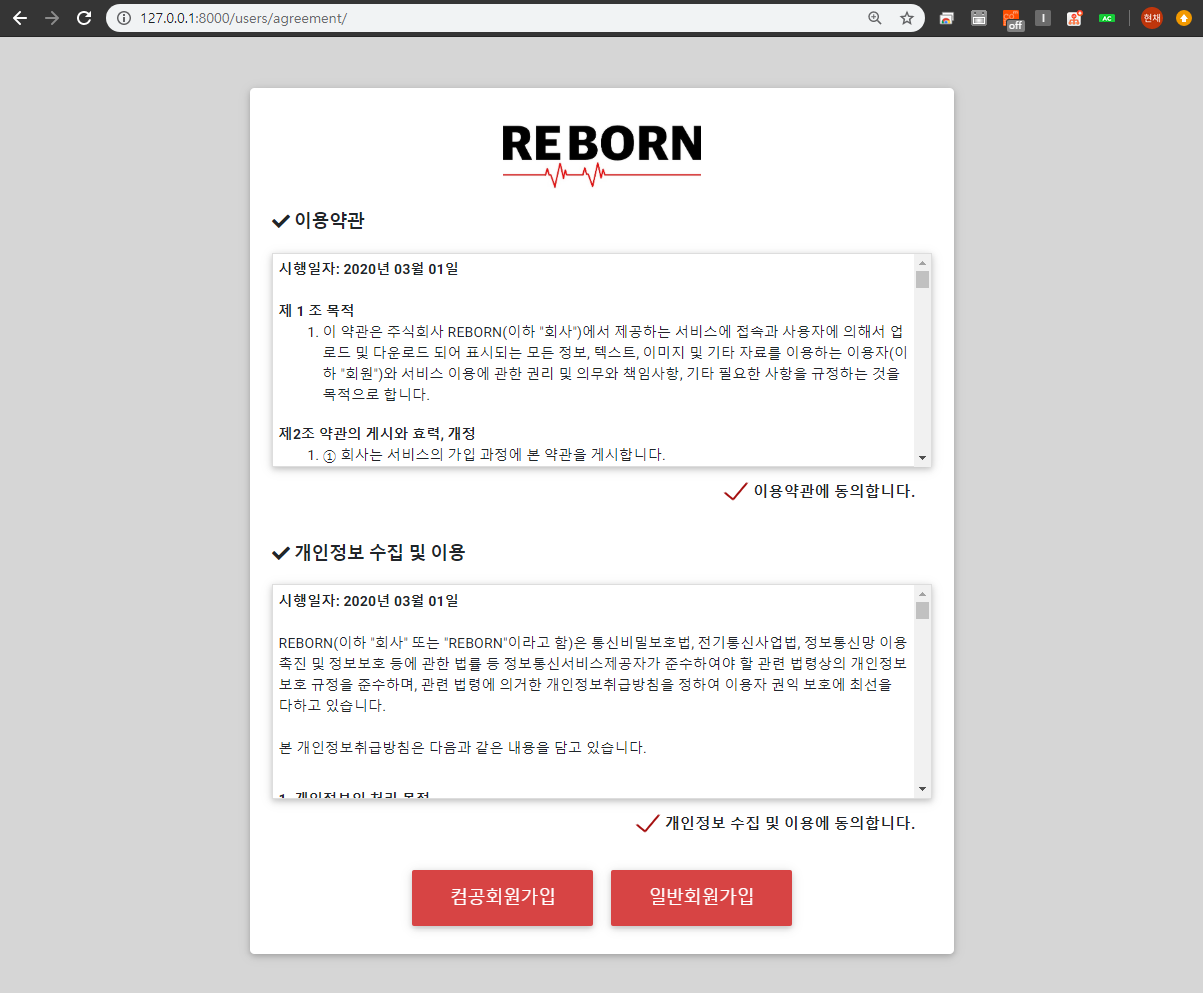 127.0.0.1:8000/users/agreement/
off
I
AC
현채
REBORN
이용약관
시행일자: 2020년 03월 01일
제 1 조 목적
1. 이 약관은 주식회사 REBORN(이하 "회사")에서 제공하는 서비스에 접속과 사용자에 의해서 업
로드 및 다운로드 되어 표시되는 모든 정보, 텍스트, 이미지 및 기타 자료를 이용하는 이용자(이
하 "회원")와 서비스 이용에 관한 권리 및 의무와 책임사항, 기타 필요한 사항을 규정하는 것을
목적으로 합니다.
제2조 약관의 게시와 효력, 개정
1. ① 회사는 서비스의 가입 과정에 본 약관을 게시합니다.
이용약관에 동의합니다.
개인정보 수집 및 이용
시행일자: 2020년 03월 01일
REBORN(이하 "회사" 또는 "REBORN"이라고 함)은 통신비밀보호법, 전기통신사업법, 정보통신망 이용
촉진 및 정보보호 등에 관한 법률 등 정보통신서비스제공자가 준수하여야 할 관련 법령상의 개인정보
보호 규정을 준수하며, 관련 법령에 의거한 개인정보취급방침을 정하여 이용자 권익 보호에 최선을
다하고 있습니다.
본 개인정보취급방침은 다음과 같은 내용을 담고 있습니다.
1. 개인정보의 처리 목적
개인정보 수집 및 이용에 동의합니다.
컴공회원가입
일반회원가입